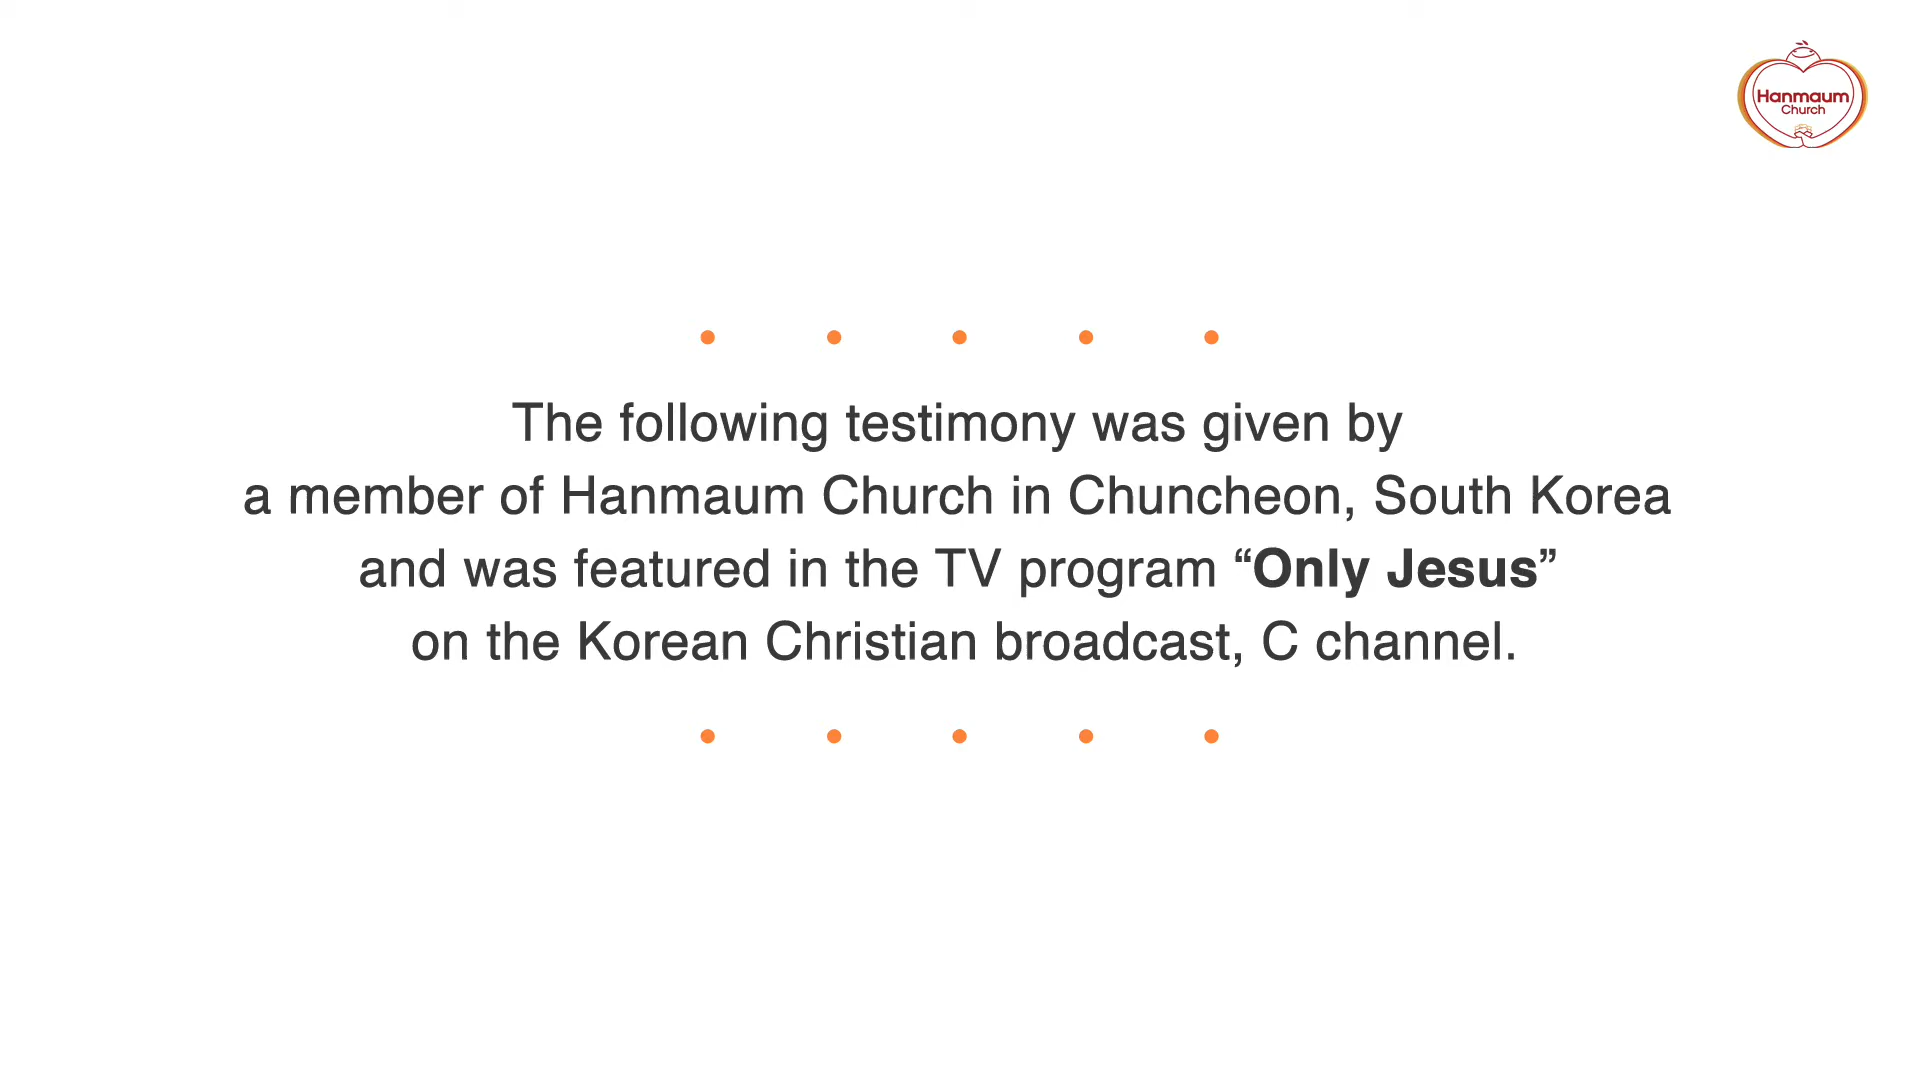 Hanmaum
Church
The following testimony was given by
a member of Hanmaum Church in Chuncheon, South Korea
and was featured in the TV program “Only Jesus”
on the Korean Christian broadcast, C channel.